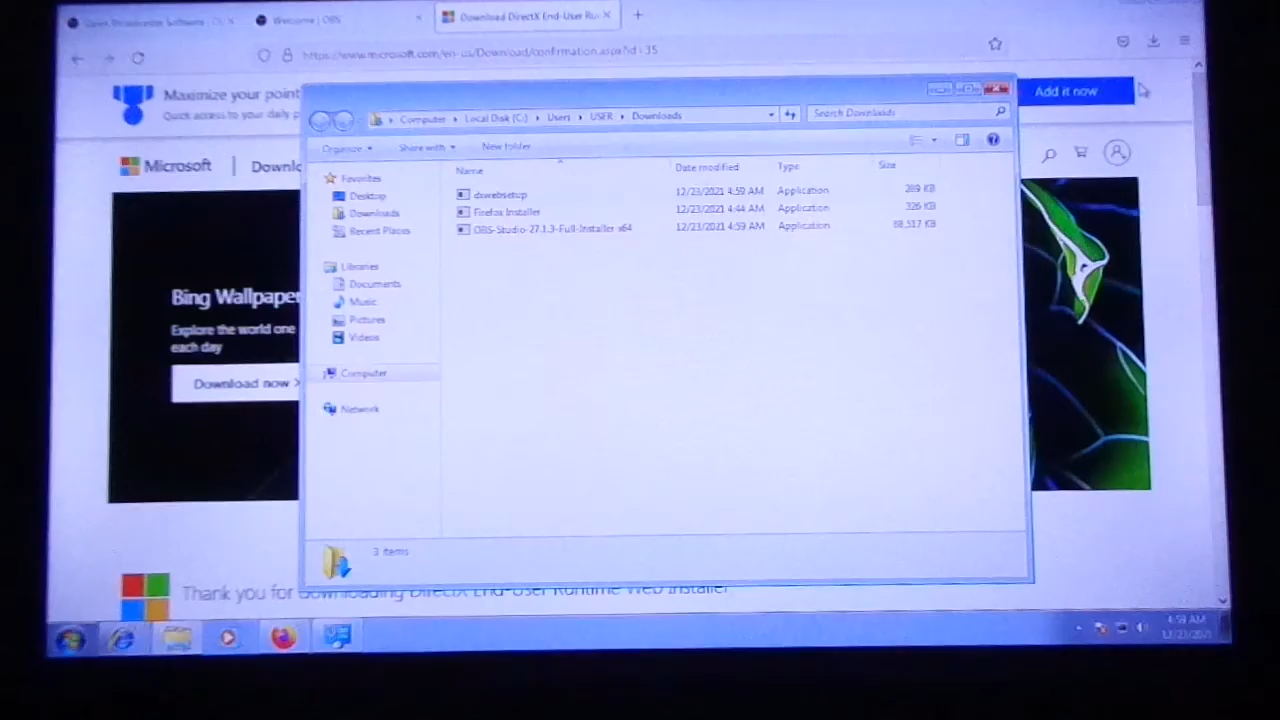 Open Broadcaster Software
Welcome | OBS
Download DirectX End-User Ru
https://www.microsoft.com/en-us/Download/confirmation.aspx?id=35
Maximize your point
Quick access to your daily p
Add it now
Microsoft
Downlo
Computer Local Disk (C:) Users USER Downloads
Search Downloads
Organize Share with New folder
Name Date modified Type Size
Favorites
Desktop
Downloads
Recent Places
Libraries
Documents
Music
Pictures
Videos
Computer
Network
dxwebsetup 12/23/2021 4:59 AM Application 289 KB
Firefox Installer 12/23/2021 4:44 AM Application 326 KB
OBS-Studio-27.1.3-Full-Installer-x64 12/23/2021 4:59 AM Application 88,517 KB
Bing Wallpaper
Explore the world one
each day
Download now >
3 items
Thank you for downloading DirectX End-User Runtime Web Installer
4:59 AM
12/23/2021